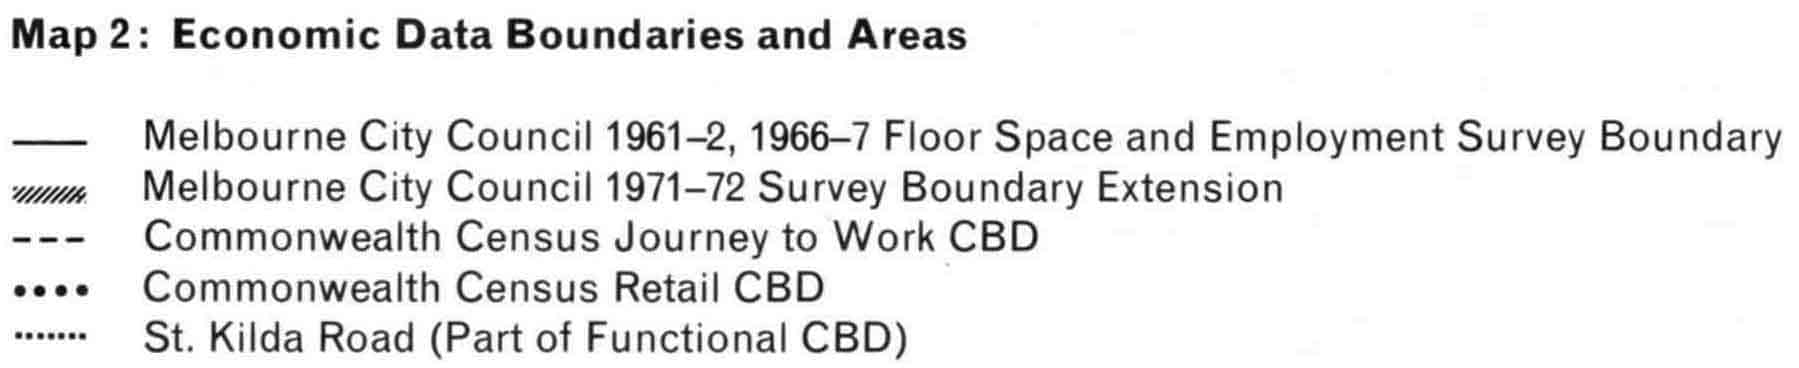 Map 2: Economic Data Boundaries and Areas
Melbourne City Council 1961–2, 1966–7 Floor Space and Employment Survey Boundary
Melbourne City Council 1971–72 Survey Boundary Extension
Commonwealth Census Journey to Work CBD
Commonwealth Census Retail CBD
St. Kilda Road (Part of Functional CBD)